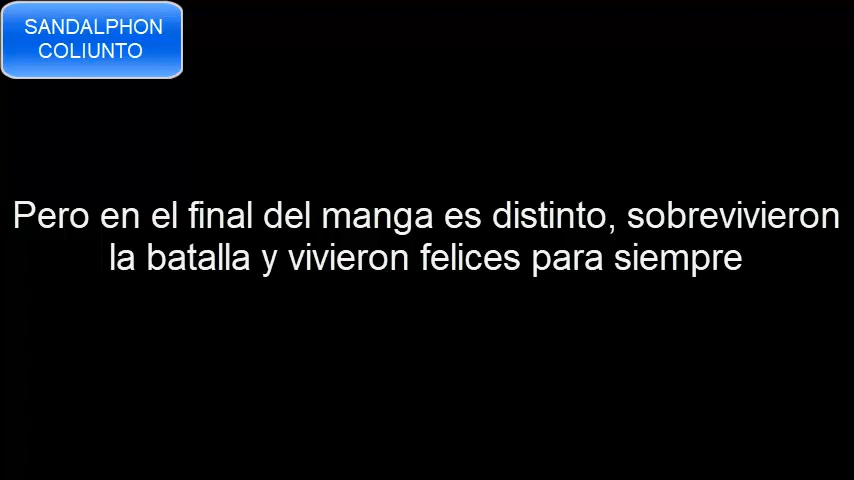 SANDALPHON
COLIUNTO
Pero en el final del manga es distinto, sobrevivieron
la batalla y vivieron felices para siempre